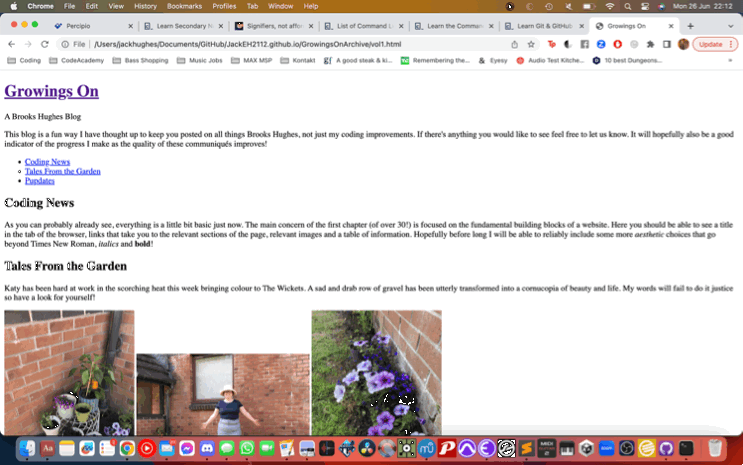 Chrome File Edit View History Bookmarks Profiles Tab Window Help Mon 26 Jun 22:12
Percipio Learn Secondary Signifiers, not affor List of Command L Learn the Comman Learn Git & GitHub Growings On
File /Users/jackhughes/Documents/GitHub/JackEH2112.github.io/GrowingsOnArchive/vol1.html Update
Coding CodeAcademy Bass Shopping Music Jobs MAX MSP Kontakt A good steak & ki... Remembering the... Eyesy Audio Test Kitche... 10 best Dungeons...
Growings On
A Brooks Hughes Blog
This blog is a fun way I have thought up to keep you posted on all things Brooks Hughes, not just my coding improvements. If there's anything you would like to see feel free to let us know. It will hopefully also be a good
indicator of the progress I make as the quality of these communiqués improves!
Coding News
Tales From the Garden
Pupdates
Coding News
As you can probably already see, everything is a little bit basic just now. The main concern of the first chapter (of over 30!) is focused on the fundamental building blocks of a website. Here you should be able to see a title
in the tab of the browser, links that take you to the relevant sections of the page, relevant images and a table of information. Hopefully before long I will be able to reliably include some more aesthetic choices that go
beyond Times New Roman, italics and bold!
Tales From the Garden
Katy has been hard at work in the scorching heat this week bringing colour to The Wickets. A sad and drab row of gravel has been utterly transformed into a cornucopia of beauty and life. My words will fail to do it justice
so have a look for yourself!